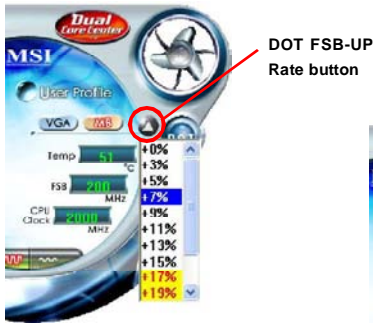 Dual
Core Center
MSI
User Profile
VGA
MB
Temp 51 °C
FSB 200 MHz
CPU Clock 2000 MHz
+0%
+3%
+5%
+7%
+9%
+11%
+13%
+15%
+17%
+19%
DOT FSB-UP
Rate button